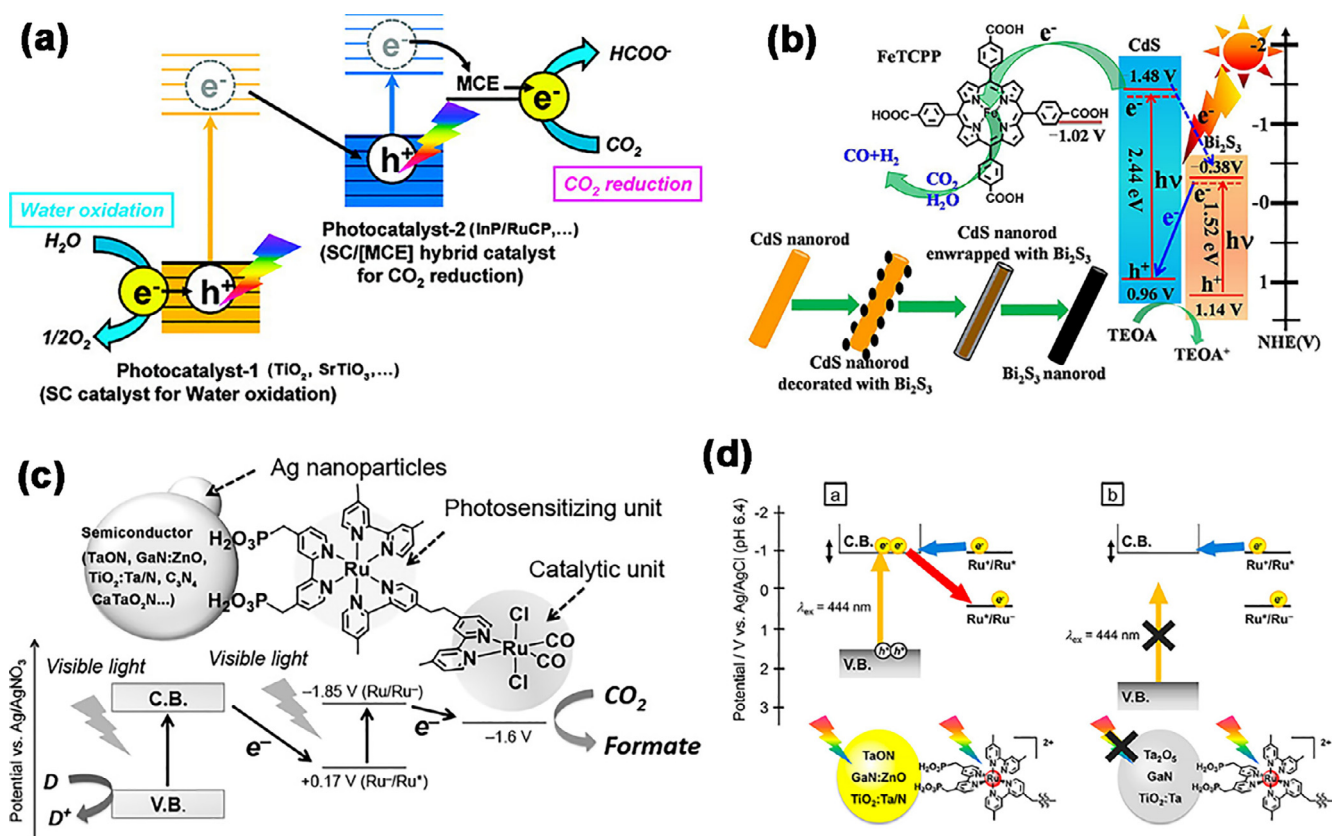 (a)
e⁻
e⁻
MCE
HCOO⁻
e⁻
CO₂
CO₂ reduction
h⁺
Water oxidation
H₂O
e⁻
h⁺
1/2O₂
Photocatalyst-2 (InP/RuCP,...)
(SC/[MCE] hybrid catalyst
for CO₂ reduction)
Photocatalyst-1 (TiO₂, SrTiO₃,...)
(SC catalyst for Water oxidation)
(b)
COOH
FeTCPP
HOOC
N
N
N
N
Fe
COOH
COOH
−1.02 V
e⁻
CO+H₂
CO₂
H₂O
CdS
1.48 V
e⁻
2.44 eV
hν
h⁺
0.96 V
e⁻
e⁻
Bi₂S₃
−0.38V
e⁻
1.52 eV
hν
h⁺
1.14 V
TEOA
TEOA⁺
-2
-1
-0
1
NHE(V)
CdS nanorod
CdS nanorod
decorated with Bi₂S₃
CdS nanorod
enwrapped with Bi₂S₃
Bi₂S₃ nanorod
(c)
Ag nanoparticles
Photosensitizing unit
Catalytic unit
Semiconductor
(TaON, GaN:ZnO,
TiO₂:Ta/N, C₃N₄
CaTaO₂N...)
H₂O₃P
H₂O₃P
N
N
N
N
N
N
Ru
N
N
Ru
Cl
CO
CO
Cl
Potential vs. Ag/AgNO₃
Visible light
C.B.
V.B.
D
D⁺
e⁻
Visible light
−1.85 V (Ru/Ru⁻)
+0.17 V (Ru⁻/Ru*)
e⁻
−1.6 V
CO₂
Formate
(d)
Potential / V vs. Ag/AgCl (pH 6.4)
-2
-1
0
1
2
3
a
C.B.
e⁻
e⁻
e⁻
Ru⁺/Ru*
e⁻
Ru*/Ru⁻
λex = 444 nm
h⁺
h⁺
V.B.
TaON
GaN:ZnO
TiO₂:Ta/N
H₂O₃P
H₂O₃P
Ru
2+
b
C.B.
e⁻
Ru⁺/Ru*
e⁻
Ru*/Ru⁻
λex = 444 nm
V.B.
Ta₂O₅
GaN
TiO₂:Ta
H₂O₃P
H₂O₃P
Ru
2+